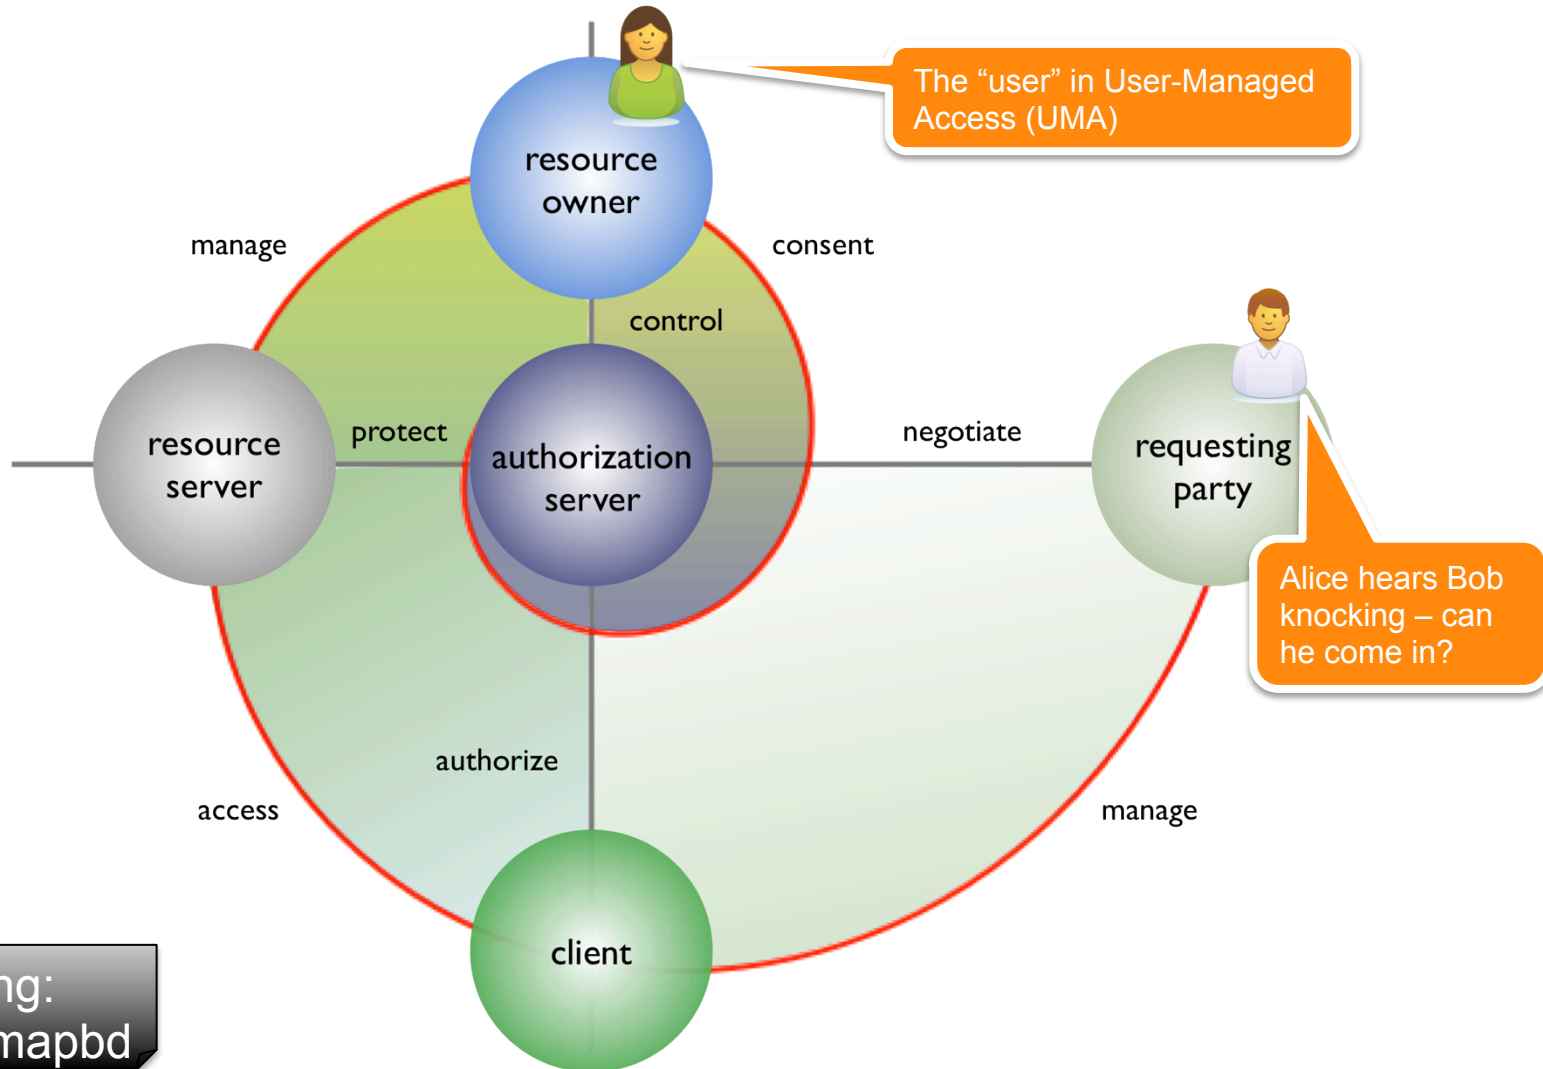 The “user” in User-Managed
Access (UMA)
resource
owner
manage
consent
control
resource
server
protect
authorization
server
negotiate
requesting
party
Alice hears Bob
knocking – can
he come in?
authorize
access
manage
client
ng:
mapbd